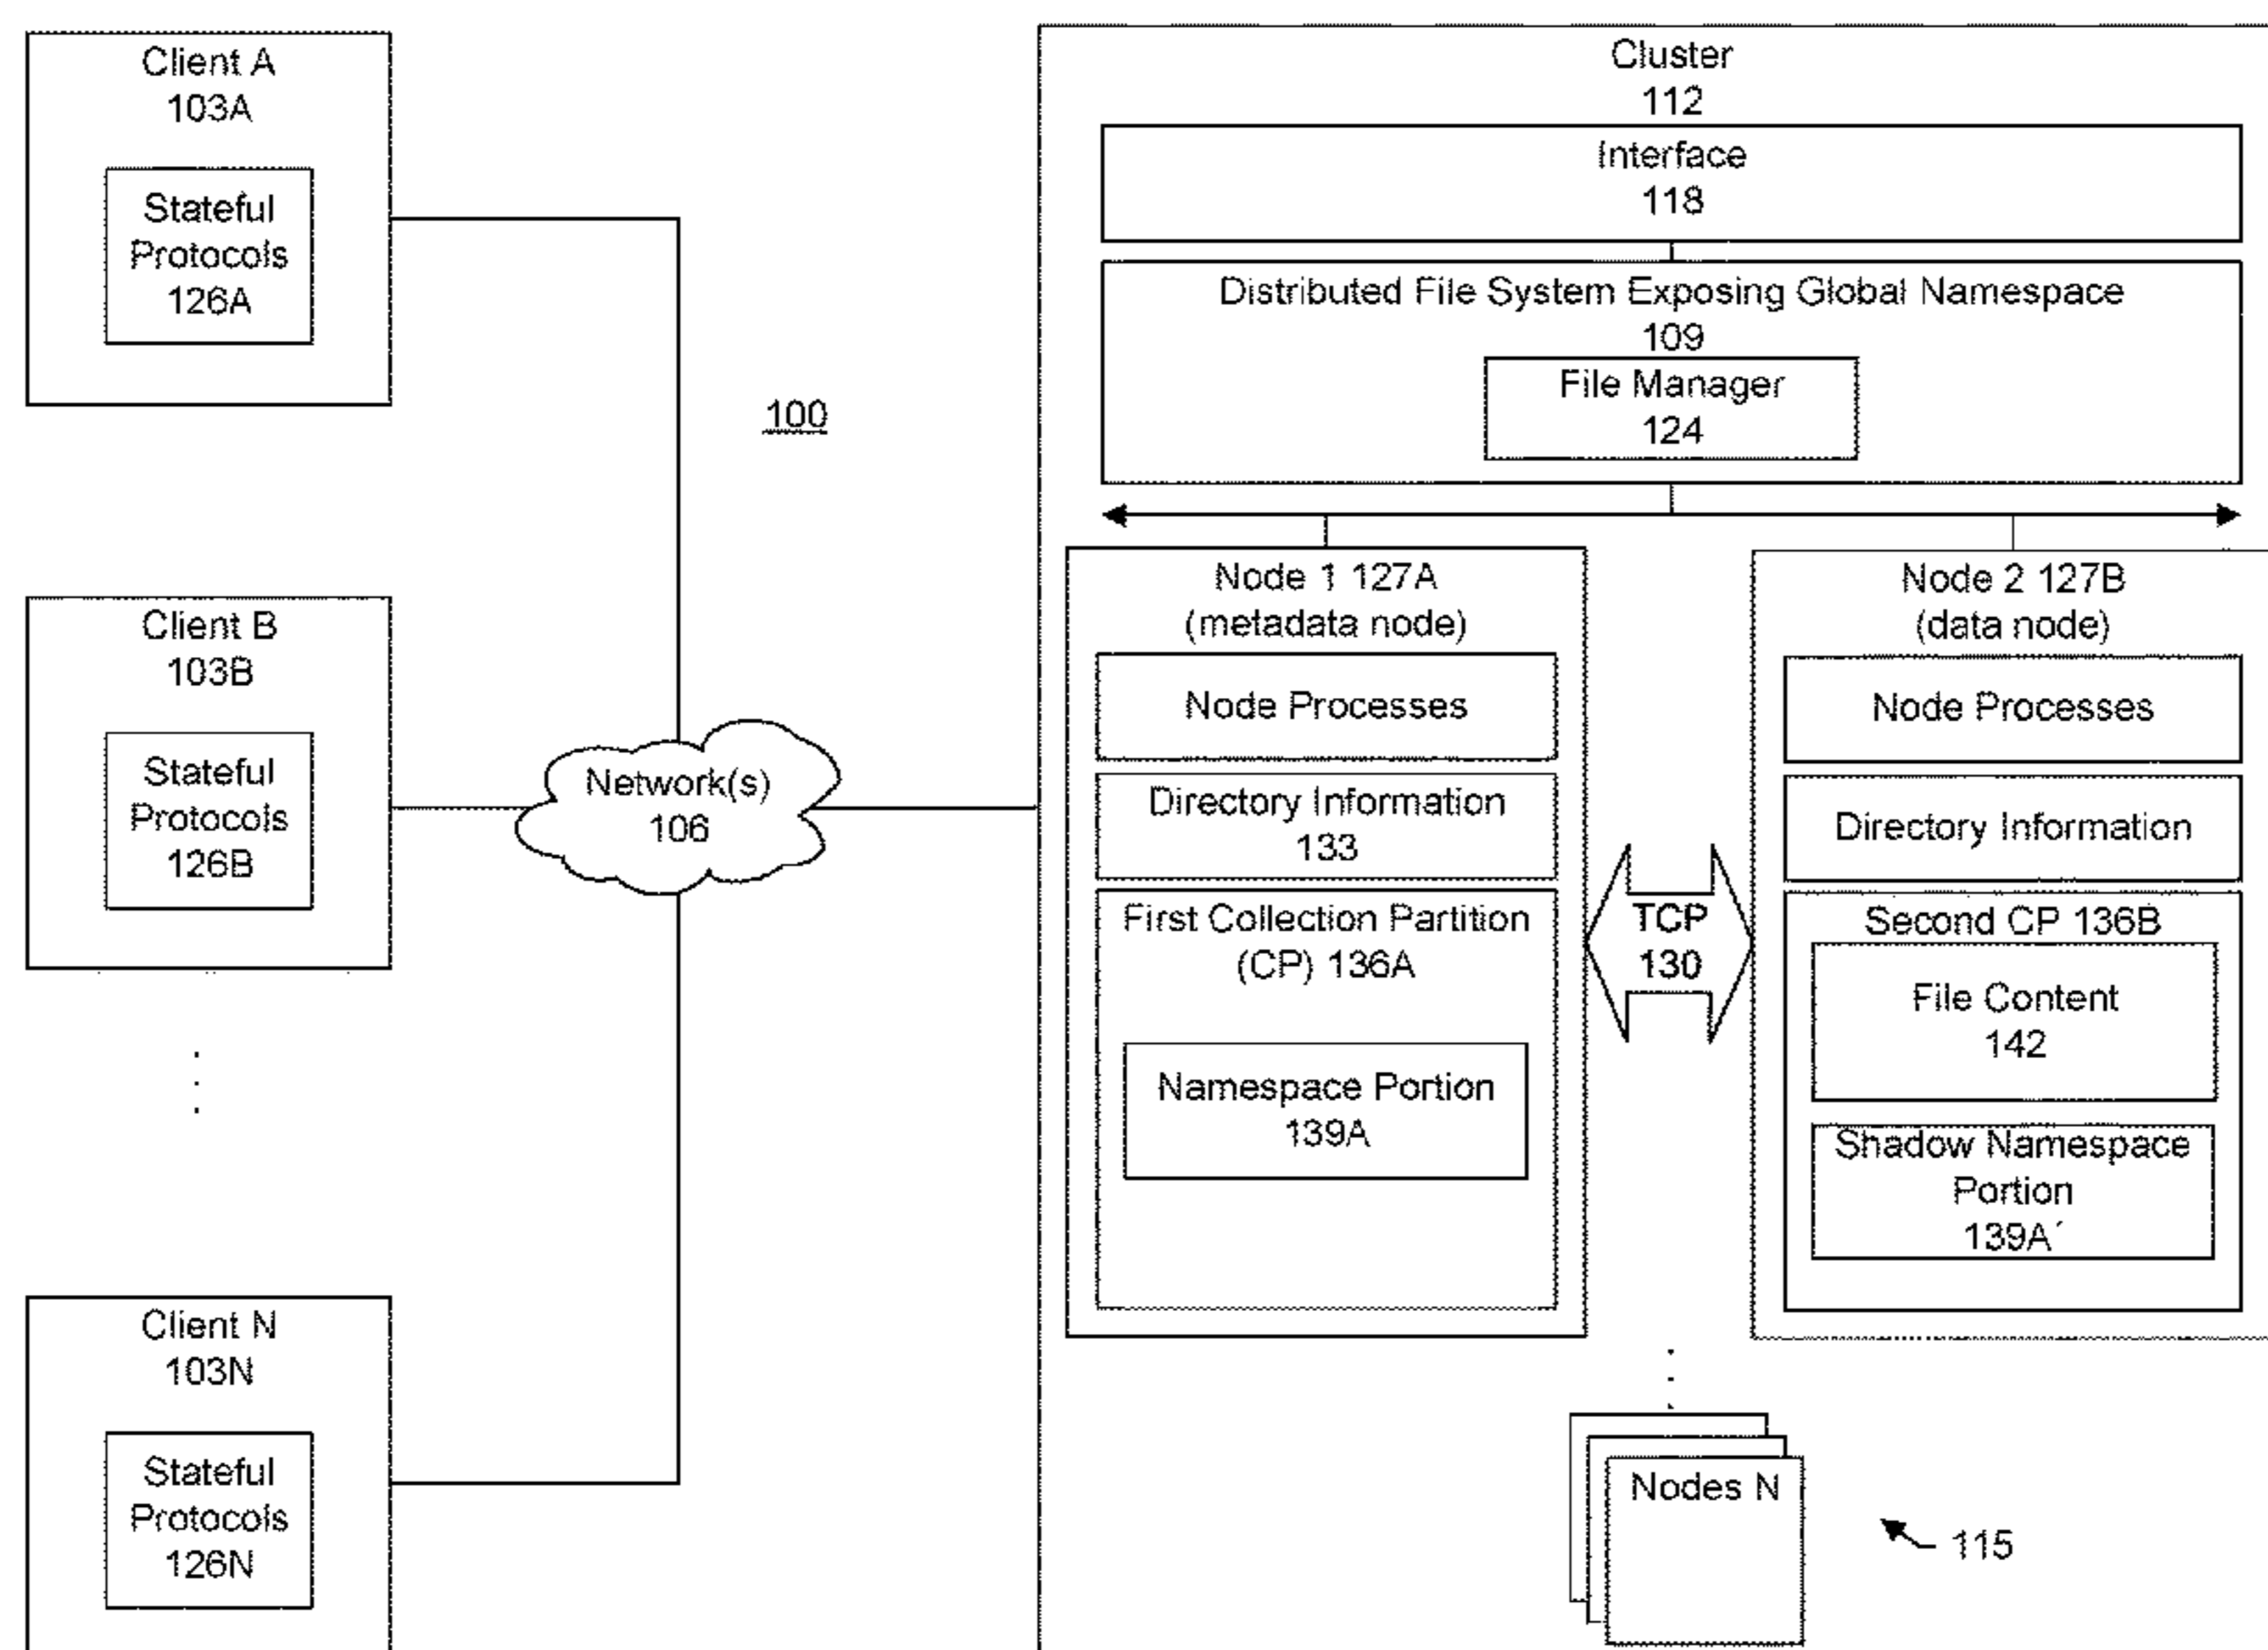 Client A
103A
Stateful
Protocols
126A
Client B
103B
Stateful
Protocols
126B
Client N
103N
Stateful
Protocols
126N
100
Network(s)
106
Cluster
112
Interface
118
Distributed File System Exposing Global Namespace
109
File Manager
124
Node 1 127A
(metadata node)
Node Processes
Directory Information
133
First Collection Partition
(CP) 136A
Namespace Portion
139A
TCP
130
Node 2 127B
(data node)
Node Processes
Directory Information
Second CP 136B
File Content
142
Shadow Namespace
Portion
139A´
Nodes N
115